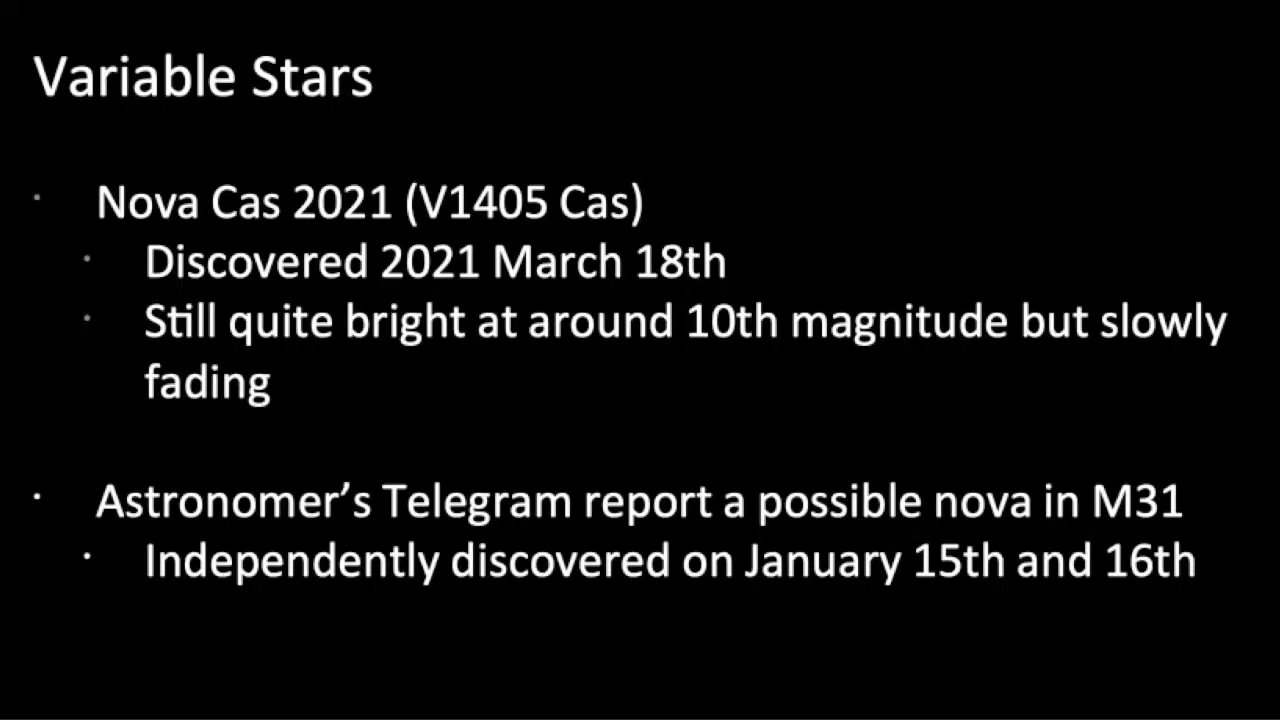 Variable Stars
· Nova Cas 2021 (V1405 Cas)
· Discovered 2021 March 18th
· Still quite bright at around 10th magnitude but slowly
fading
· Astronomer’s Telegram report a possible nova in M31
· Independently discovered on January 15th and 16th